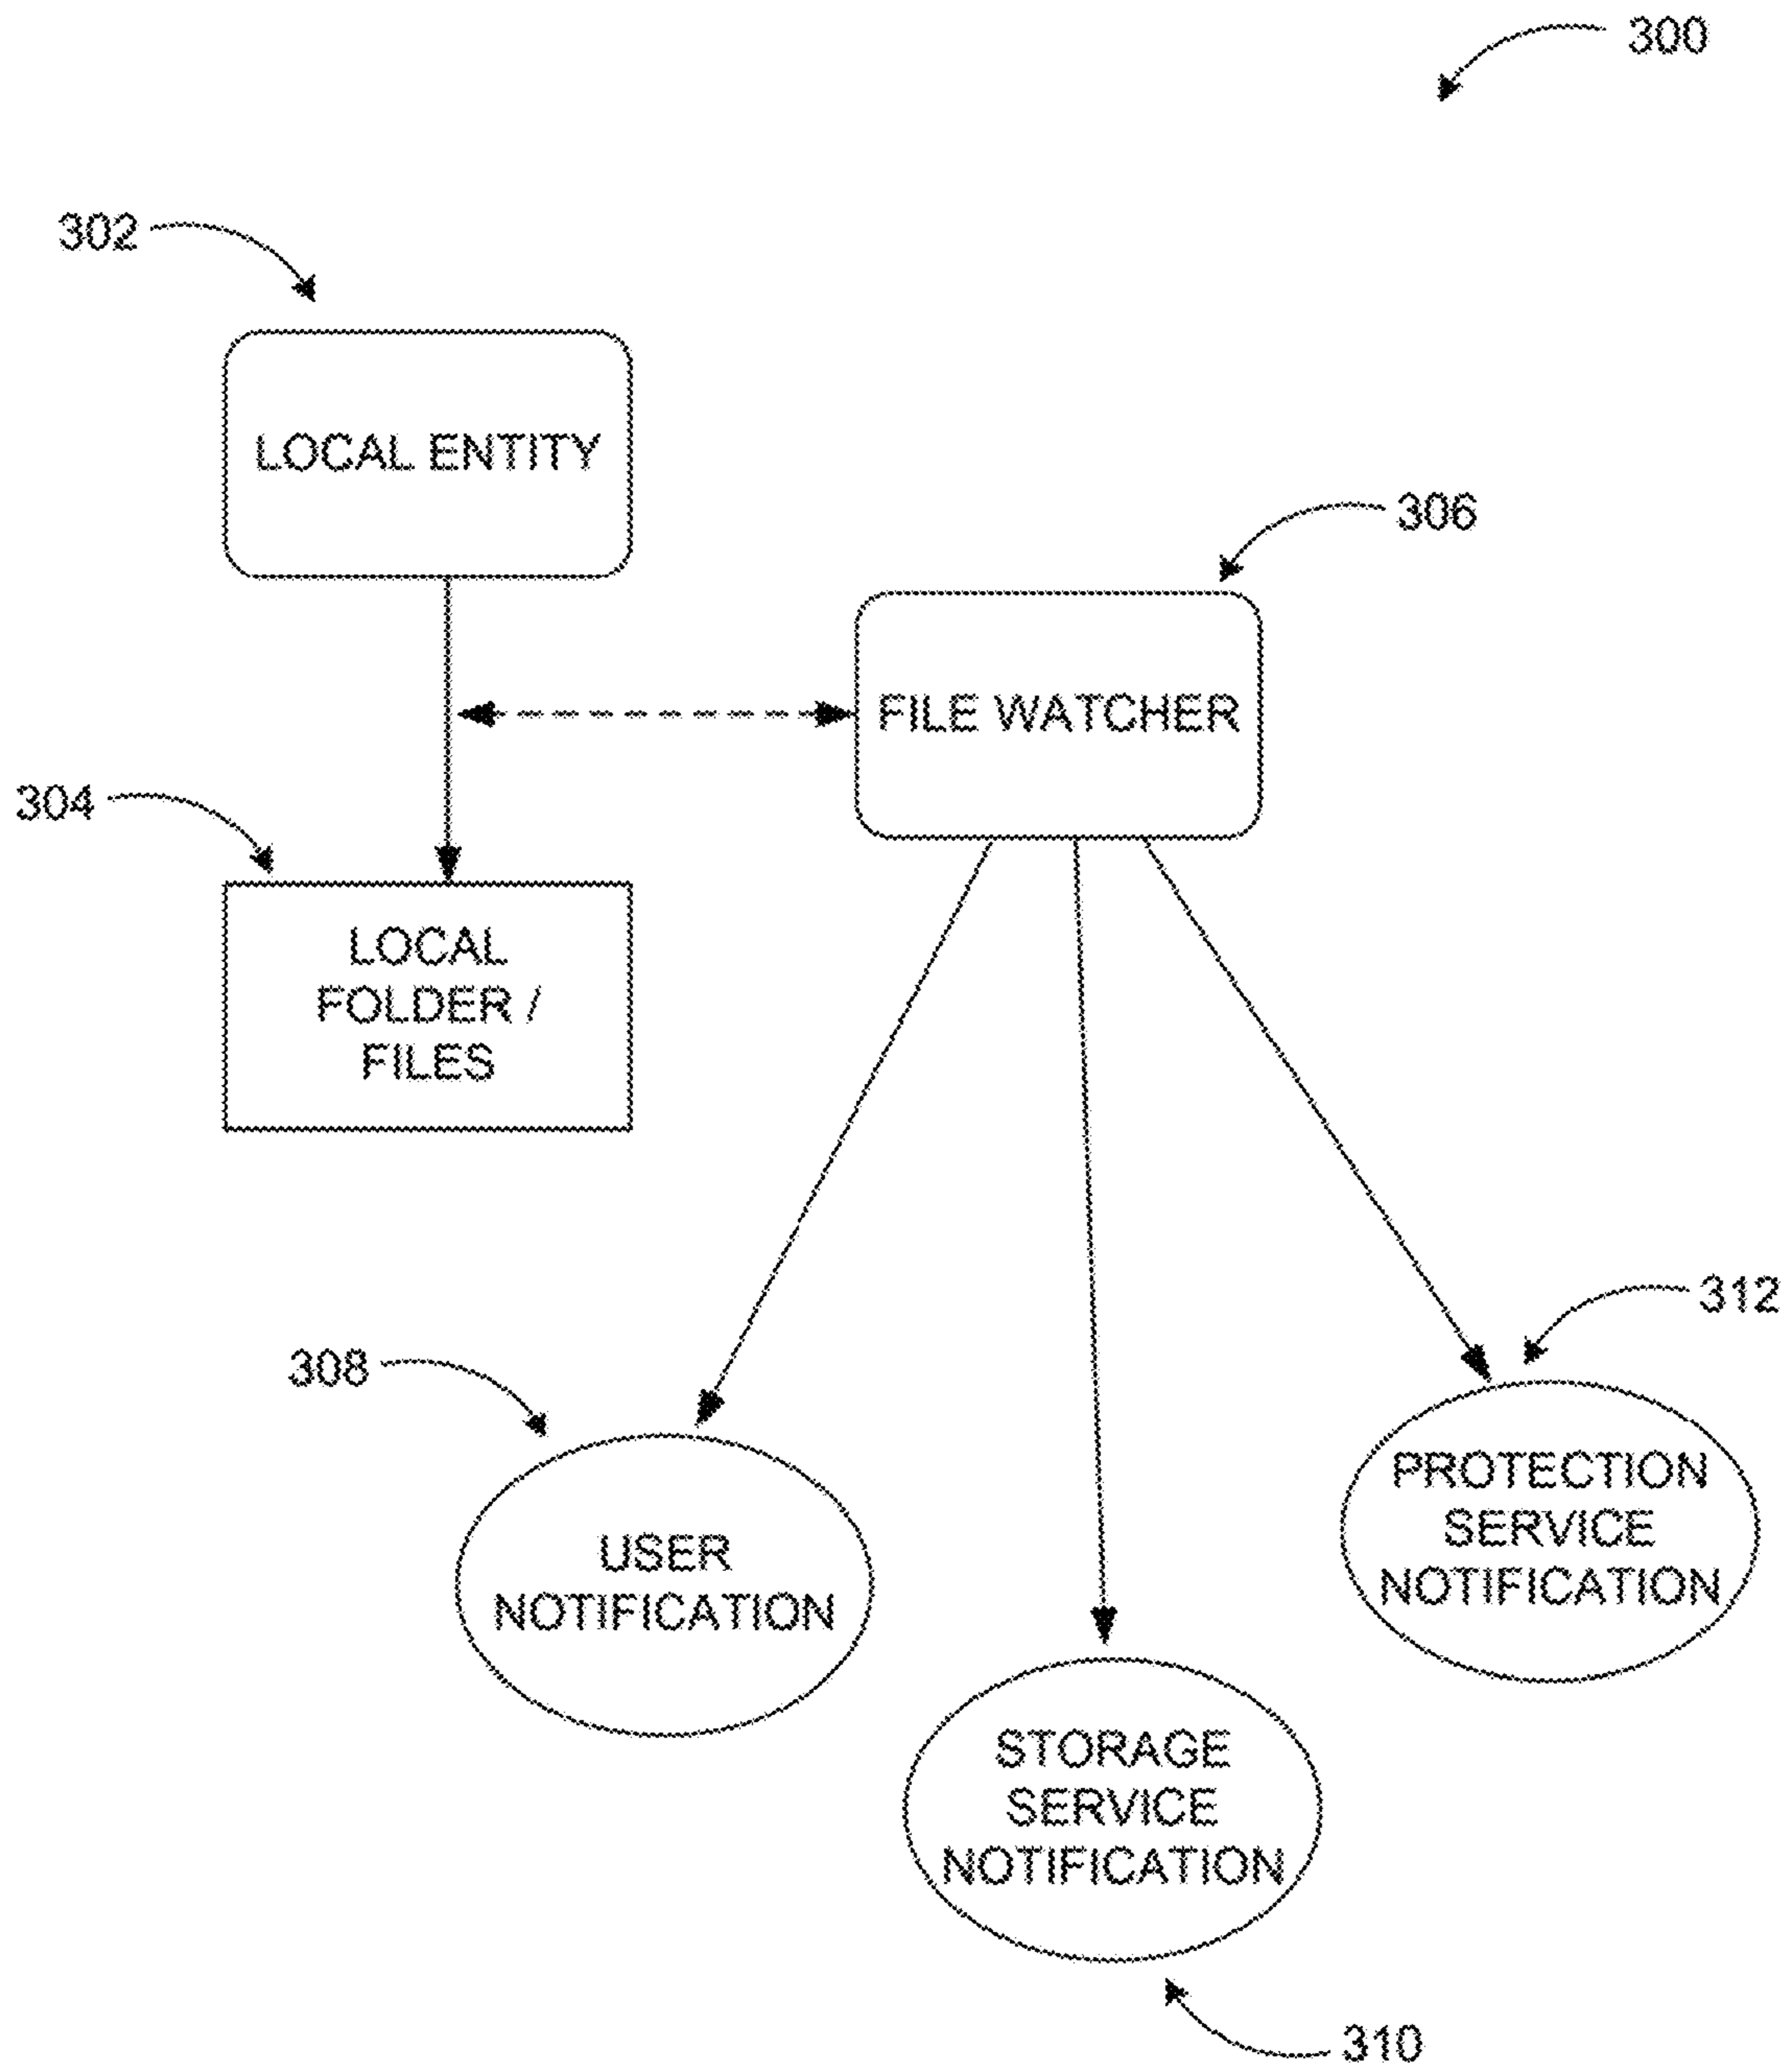 300
302
LOCAL ENTITY
306
FILE WATCHER
304
LOCAL
FOLDER /
FILES
308
USER
NOTIFICATION
312
PROTECTION
SERVICE
NOTIFICATION
STORAGE
SERVICE
NOTIFICATION
310